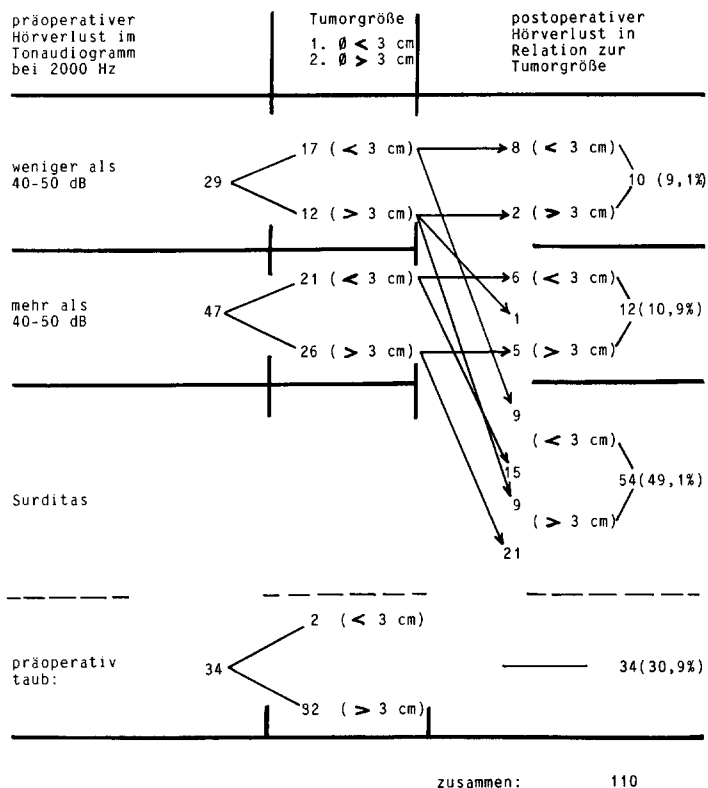 präoperativer
Hörverlust im
Tonaudiogramm
bei 2000 Hz
Tumorgröße
1. Ø < 3 cm
2. Ø > 3 cm
postoperativer
Hörverlust in
Relation zur
Tumorgröße
weniger als
40-50 dB
29
17 (< 3 cm)
12 (> 3 cm)
8 (< 3 cm)
2 (> 3 cm)
10 (9,1%)
mehr als
40-50 dB
47
21 (< 3 cm)
26 (> 3 cm)
6 (< 3 cm)
1
5 (> 3 cm)
12(10,9%)
Surditas
9
(< 3 cm)
15
9
(> 3 cm)
21
54(49,1%)
präoperativ
taub:
34
2 (< 3 cm)
32 (> 3 cm)
34(30,9%)
zusammen: 110